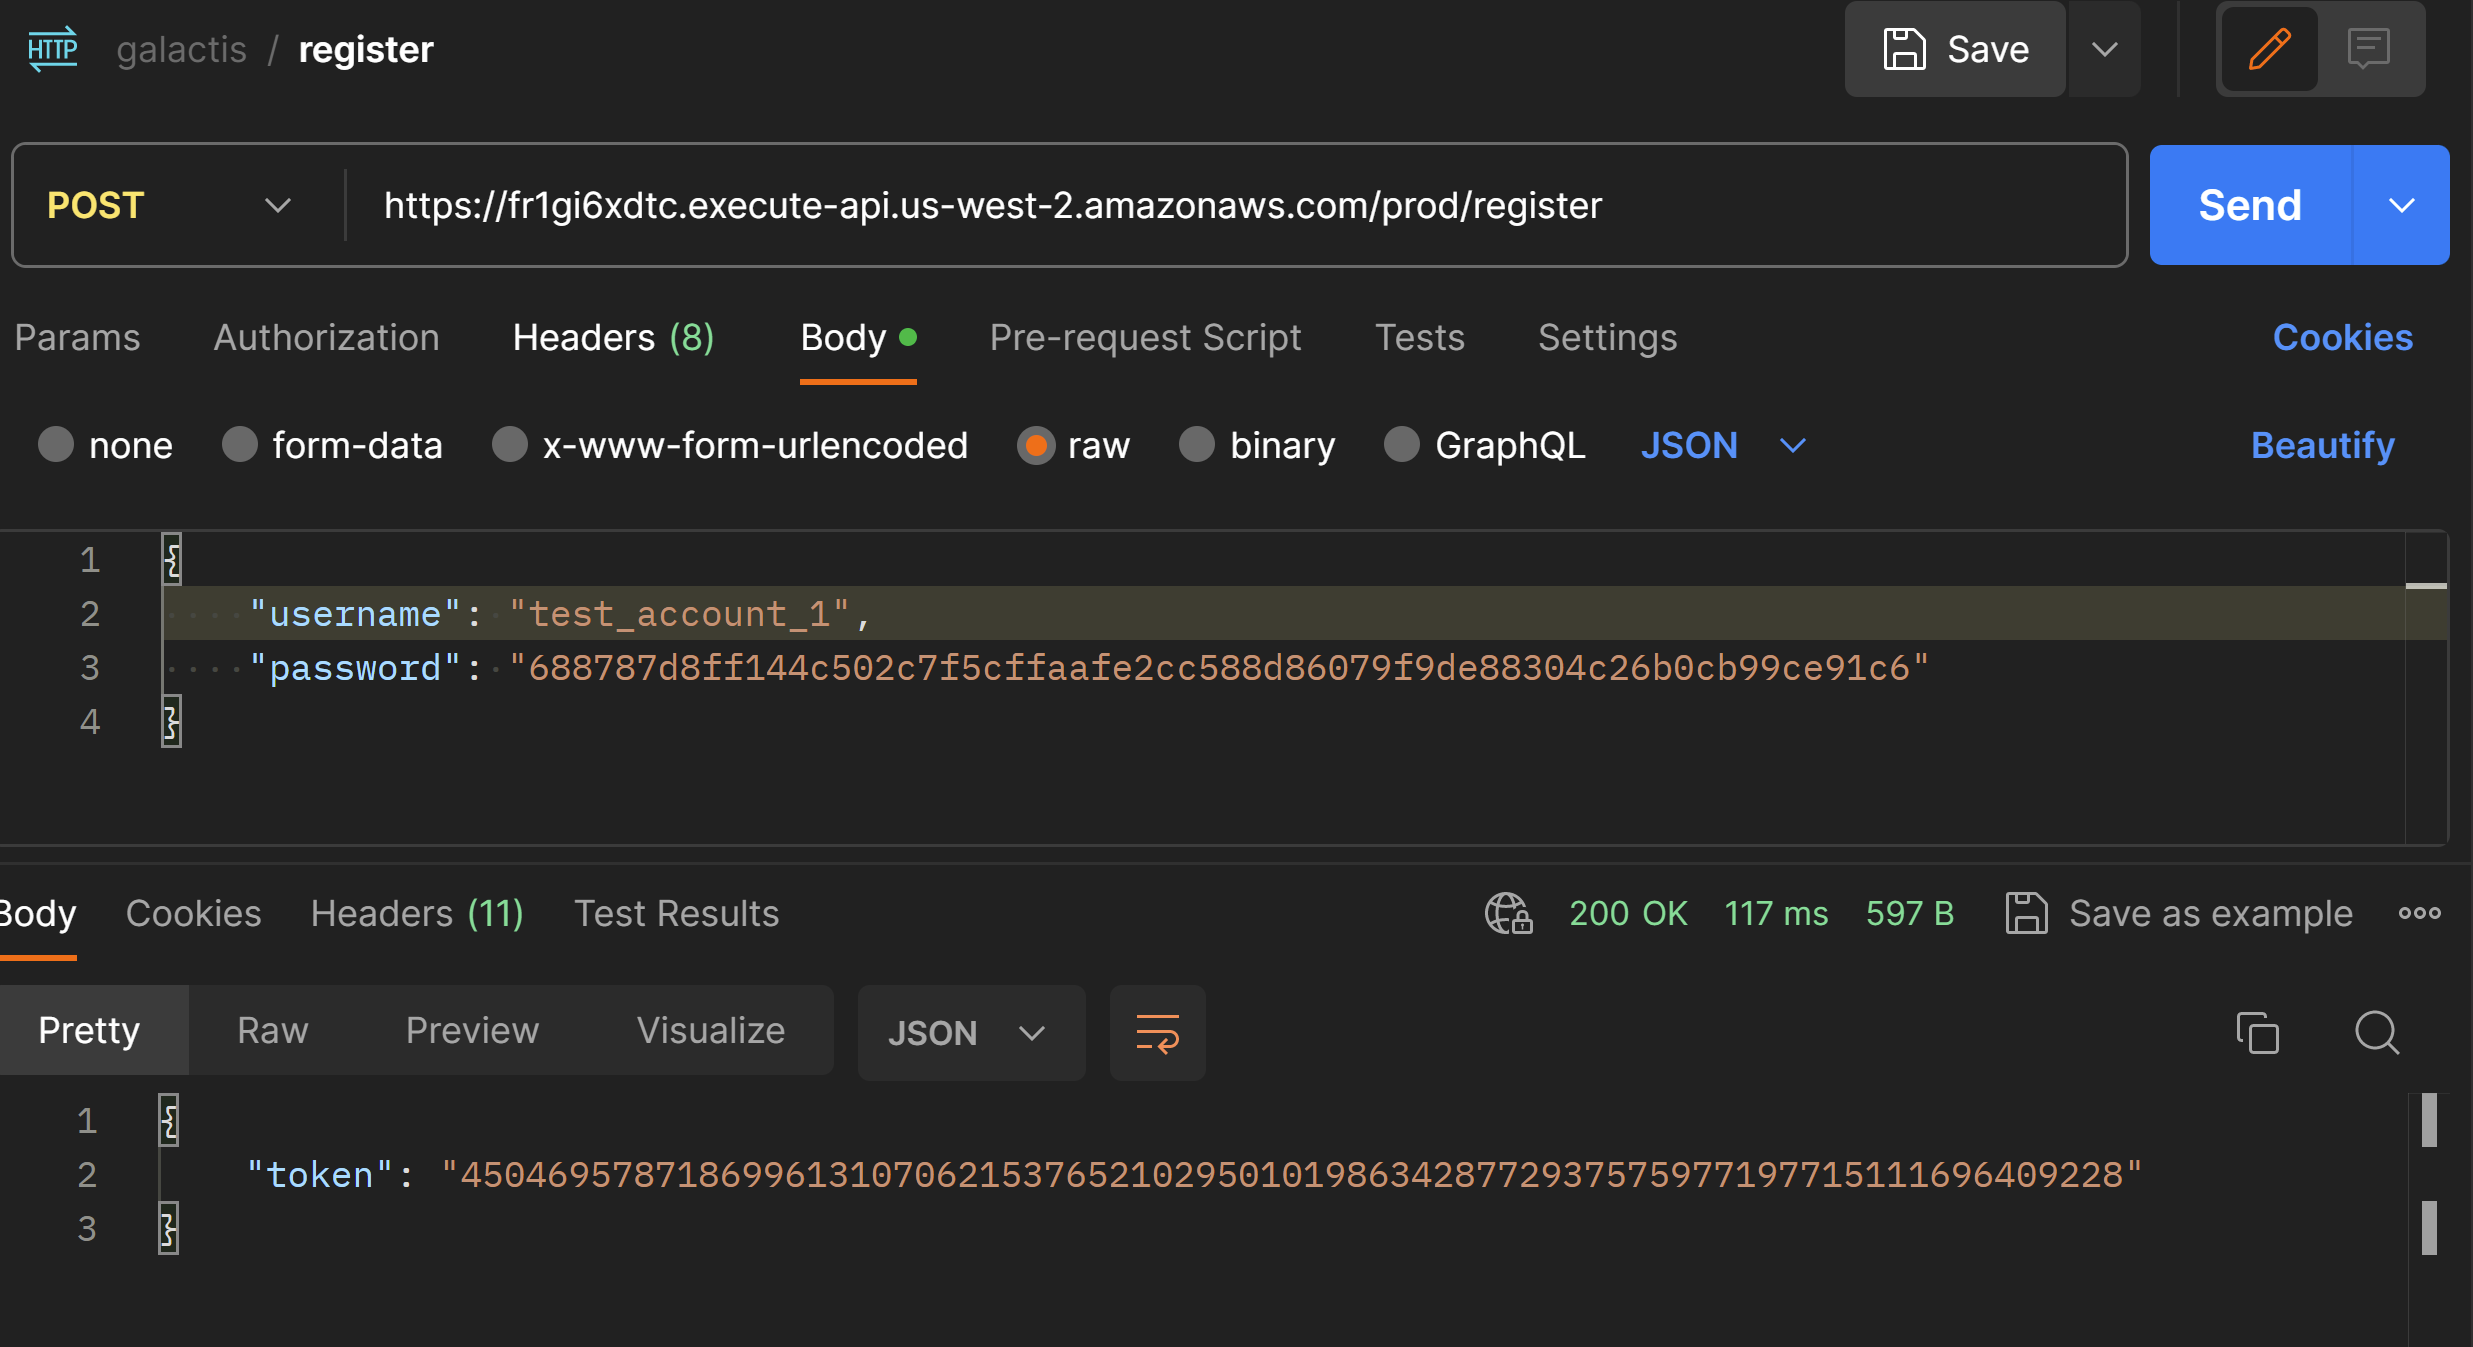 HTTP galactis / register Save
POST https://fr1gi6xdtc.execute-api.us-west-2.amazonaws.com/prod/register Send
Params Authorization Headers (8) Body Pre-request Script Tests Settings Cookies
none form-data x-www-form-urlencoded raw binary GraphQL JSON Beautify
1 {
2 "username": "test_account_1",
3 "password": "688787d8ff144c502c7f5cffaafe2cc588d86079f9de88304c26b0cb99ce91c6"
4 }
Body Cookies Headers (11) Test Results 200 OK 117 ms 597 B Save as example
Pretty Raw Preview Visualize JSON
1 {
2 "token": "45046957871869961310706215376521029501019863428772937575977197715111696409228"
3 }